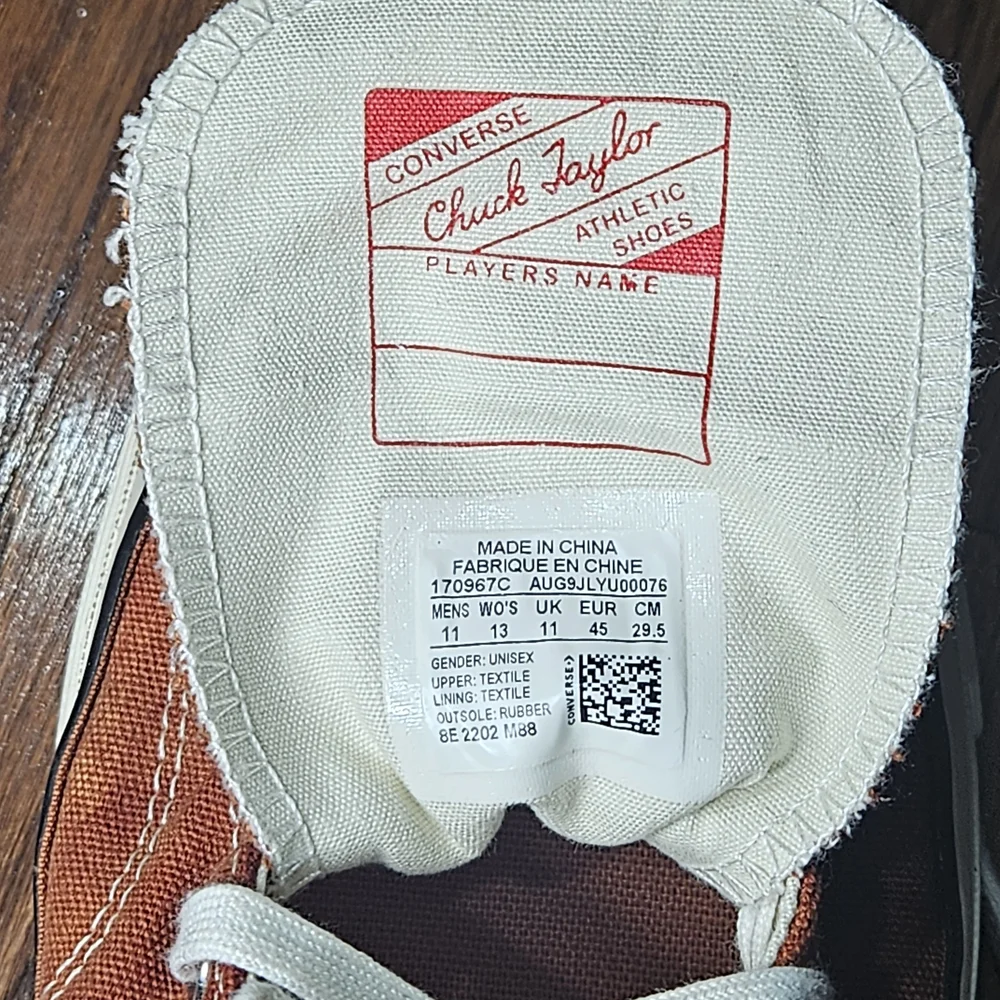 CONVERSE
Chuck Taylor
ATHLETIC
SHOES
PLAYERS NAME
MADE IN CHINA
FABRIQUE EN CHINE
170967C AUG9JLYU00076
MENS WO'S UK EUR CM
11 13 11 45 29.5
GENDER: UNISEX
UPPER: TEXTILE
LINING: TEXTILE
OUTSOLE: RUBBER
8E 2202 M88
CONVERSE